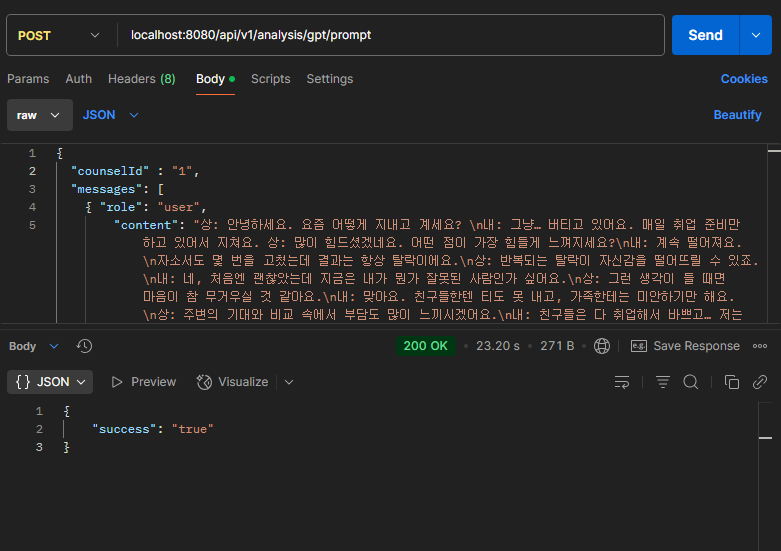 POST localhost:8080/api/v1/analysis/gpt/prompt Send
Params Auth Headers (8) Body Scripts Settings Cookies
raw JSON Beautify
1 {
2 "counselId" : "1",
3 "messages": [
4 { "role": "user",
5 "content": "상: 안녕하세요. 요즘 어떻게 지내고 계세요? \n내: 그냥… 버티고 있어요. 매일 취업 준비만
하고 있어서 지쳐요. 상: 많이 힘드셨겠네요. 어떤 점이 가장 힘들게 느껴지세요?\n내: 계속 떨어져요.
\n자소서도 몇 번을 고쳤는데 결과는 항상 탈락이에요.\n상: 반복되는 탈락이 자신감을 떨어뜨릴 수 있죠.
\n내: 네, 처음엔 괜찮았는데 지금은 내가 뭔가 잘못된 사람인가 싶어요.\n상: 그런 생각이 들 때면
마음이 참 무거우실 것 같아요.\n내: 맞아요. 친구들한텐 티도 못 내고, 가족한테는 미안하기만 해요.
\n상: 주변의 기대와 비교 속에서 부담도 많이 느끼시겠어요.\n내: 친구들은 다 취업해서 바쁘고… 저는
Body 200 OK • 23.20 s • 271 B Save Response
{} JSON Preview Visualize
1 {
2 "success": "true"
3 }